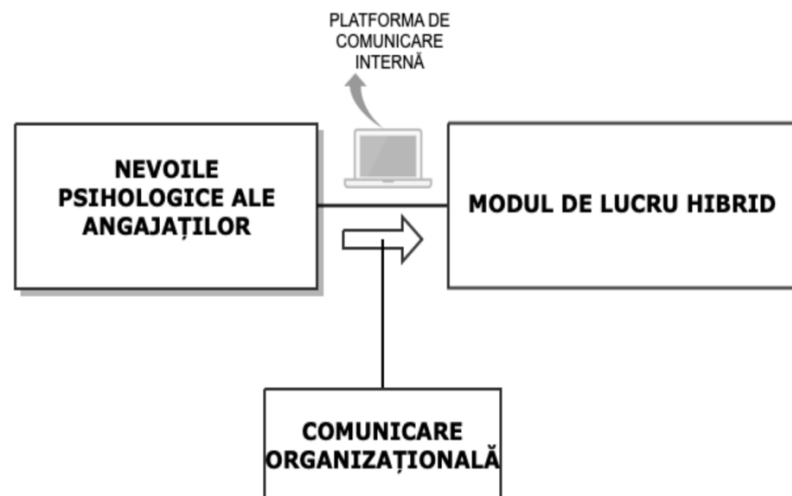 PLATFORMA DE
COMUNICARE
INTERNĂ
NEVOILE
PSIHOLOGICE ALE
ANGAJAȚILOR
MODUL DE LUCRU HIBRID
COMUNICARE
ORGANIZAȚIONALĂ